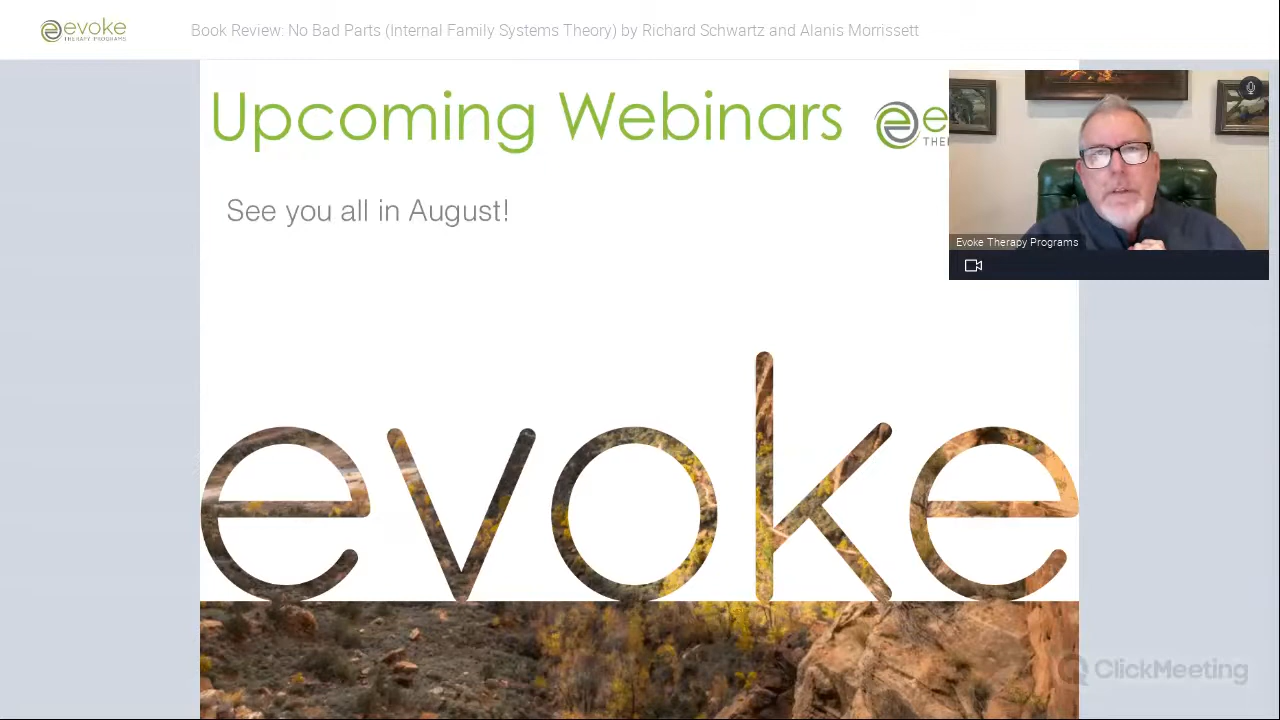 evoke
THERAPY PROGRAMS
Book Review: No Bad Parts (Internal Family Systems Theory) by Richard Schwartz and Alanis Morrissett
Upcoming Webinars
e
THE
See you all in August!
Evoke Therapy Programs
evoke
ClickMeeting